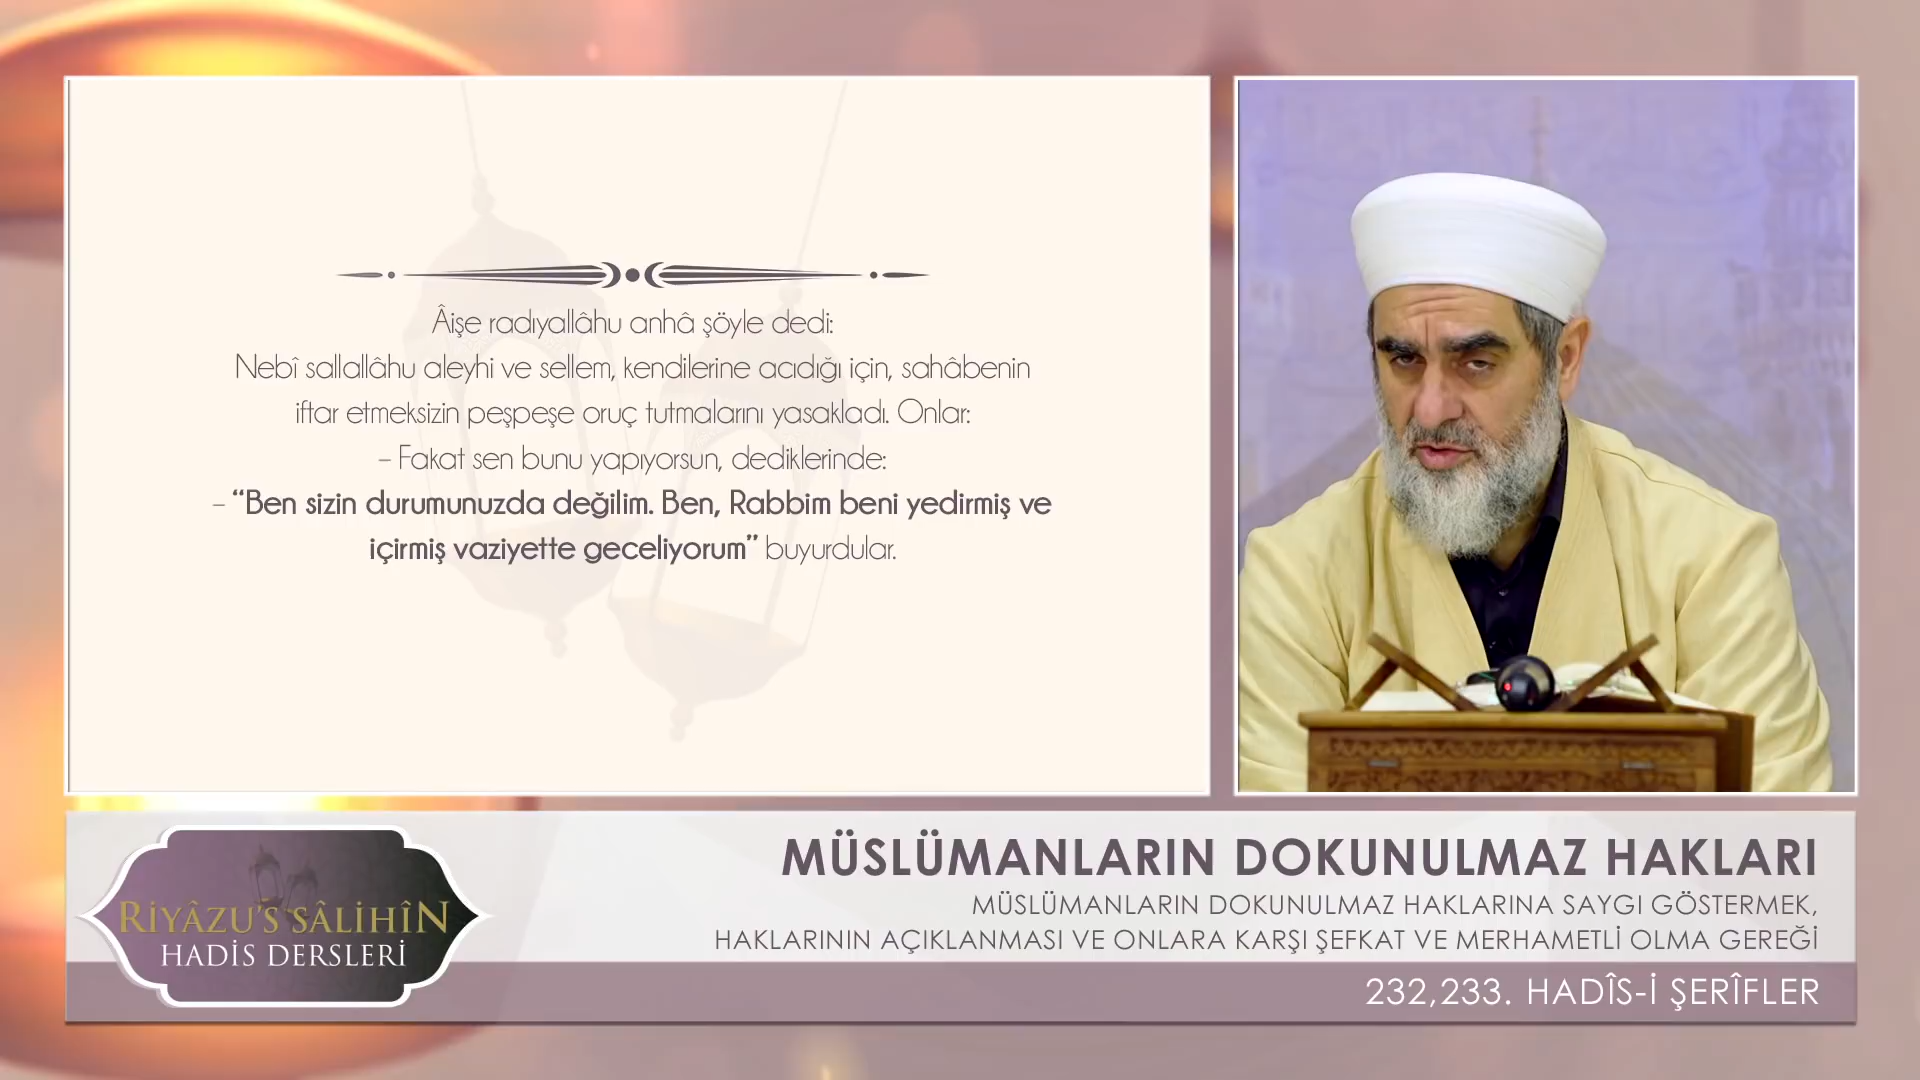 Âişe radıyallâhu anhâ şöyle dedi:
Nebî sallallâhu aleyhi ve sellem, kendilerine acıdığı için, sahâbenin
iftar etmeksizin peşpeşe oruç tutmalarını yasakladı. Onlar:
– Fakat sen bunu yapıyorsun, dediklerinde:
– “Ben sizin durumunuzda değilim. Ben, Rabbim beni yedirmiş ve
içirmiş vaziyette geceliyorum” buyurdular.
MÜSLÜMANLARIN DOKUNULMAZ HAKLARI
MÜSLÜMANLARIN DOKUNULMAZ HAKLARINA SAYGI GÖSTERMEK,
HAKLARININ AÇIKLANMASI VE ONLARA KARŞI ŞEFKAT VE MERHAMETLİ OLMA GEREĞİ
232,233. HADÎS-İ ŞERÎFLER
RİYÂZU'S SÂLİHÎN
HADİS DERSLERİ